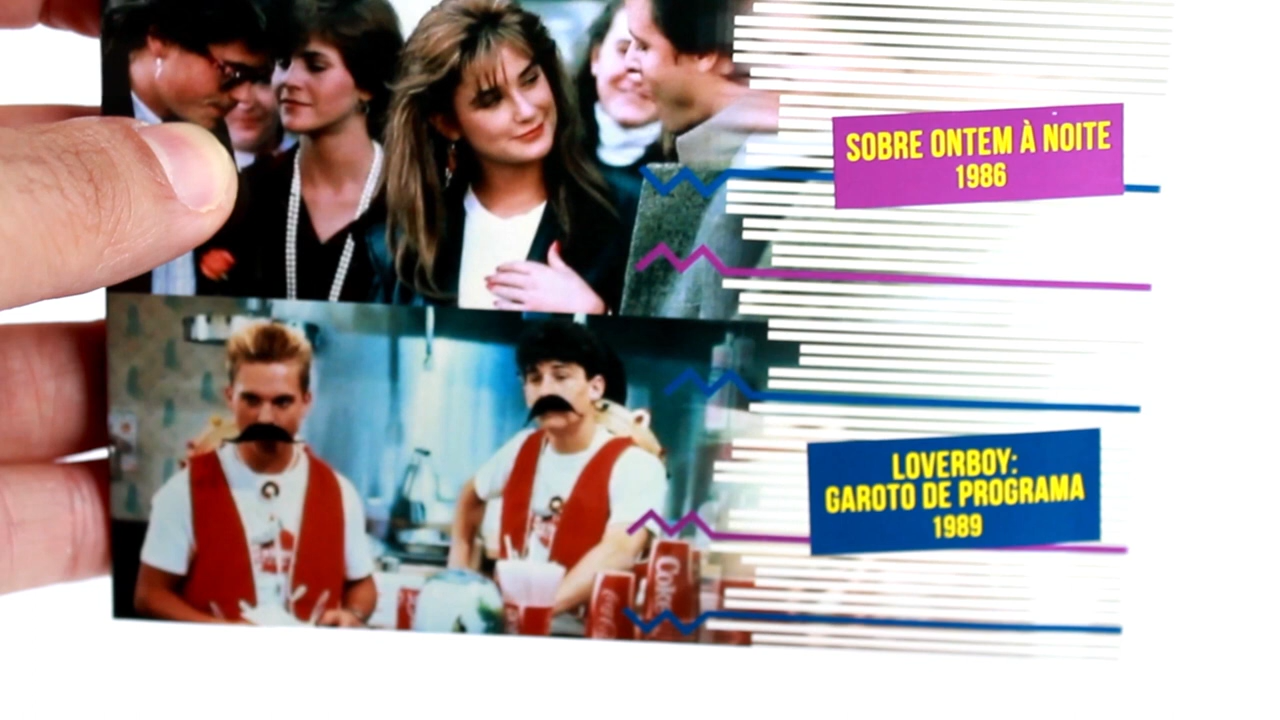 SOBRE ONTEM À NOITE
1986
LOVERBOY:
GAROTO DE PROGRAMA
1989